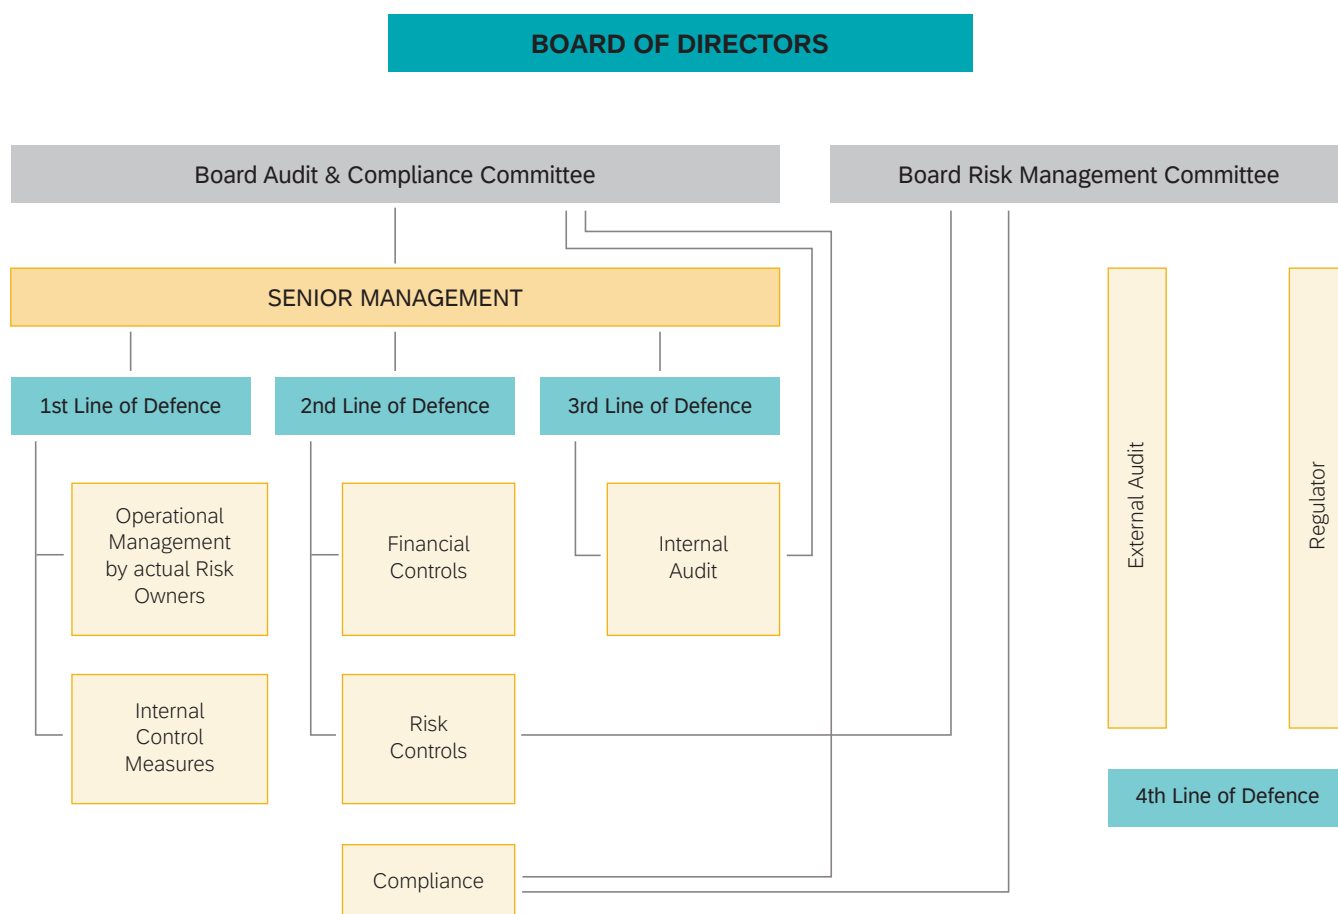 BOARD OF DIRECTORS
Board Audit & Compliance Committee
Board Risk Management Committee
SENIOR MANAGEMENT
1st Line of Defence
2nd Line of Defence
3rd Line of Defence
Operational
Management
by actual Risk
Owners
Financial
Controls
Internal
Audit
External Audit
Regulator
Internal
Control
Measures
Risk
Controls
4th Line of Defence
Compliance